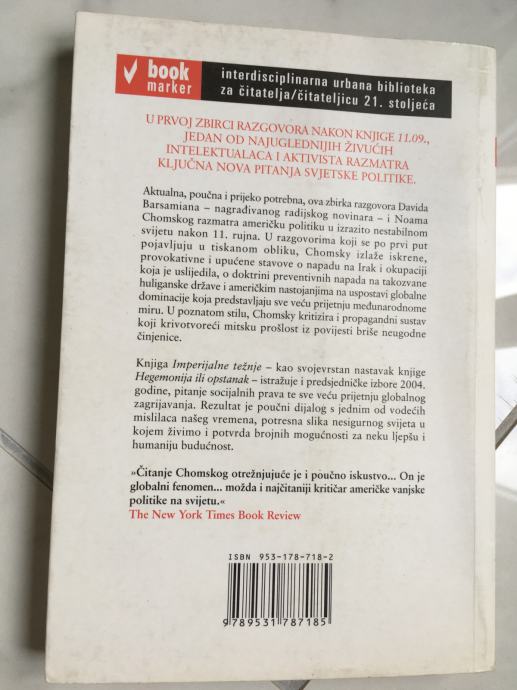 book
marker
interdisciplinarna urbana biblioteka
za čitatelja/čitateljicu 21. stoljeća
U PRVOJ ZBIRCI RAZGOVORA NAKON KNJIGE 11.09.,
JEDAN OD NAJUGLEDNIJIH ŽIVUĆIH
INTELEKTUALACA I AKTIVISTA RAZMATRA
KLJUČNA NOVA PITANJA SVJETSKE POLITIKE.
Aktualna, poučna i prijeko potrebna, ova zbirka razgovora Davida
Barsamiana – nagrađivanog radijskog novinara – i Noama
Chomskog razmatra američku politiku u izrazito nestabilnom
svijetu nakon 11. rujna. U razgovorima koji se po prvi put
pojavljuju u tiskanom obliku, Chomsky izlaže iskrene,
provokativne i upućene stavove o napadu na Irak i okupaciji
koja je uslijedila, o doktrini preventivnih napada na takozvane
huliganske države i američkim nastojanjima na uspostavi globalne
dominacije koja predstavljaju sve veću prijetnju međunarodnome
miru. U poznatom stilu, Chomsky kritizira i propagandni sustav
koji krivotvoreći mitsku prošlost iz povijesti briše neugodne
činjenice.
Knjiga Imperijalne težnje – kao svojevrstan nastavak knjige
Hegemonija ili opstanak – istražuje i predsjedničke izbore 2004.
godine, pitanje socijalnih prava te sve veću prijetnju globalnog
zagrijavanja. Rezultat je poučni dijalog s jednim od vodećih
mislilaca našeg vremena, potresna slika nesigurnog svijeta u
kojem živimo i potvrda brojnih mogućnosti za neku ljepšu i
humaniju budućnost.
»Čitanje Chomskog otrežnjujuće je i poučno iskustvo... On je
globalni fenomen... možda i najčitaniji kritičar američke vanjske
politike na svijetu.«
The New York Times Book Review
ISBN 953-178-718-2
9789531787185